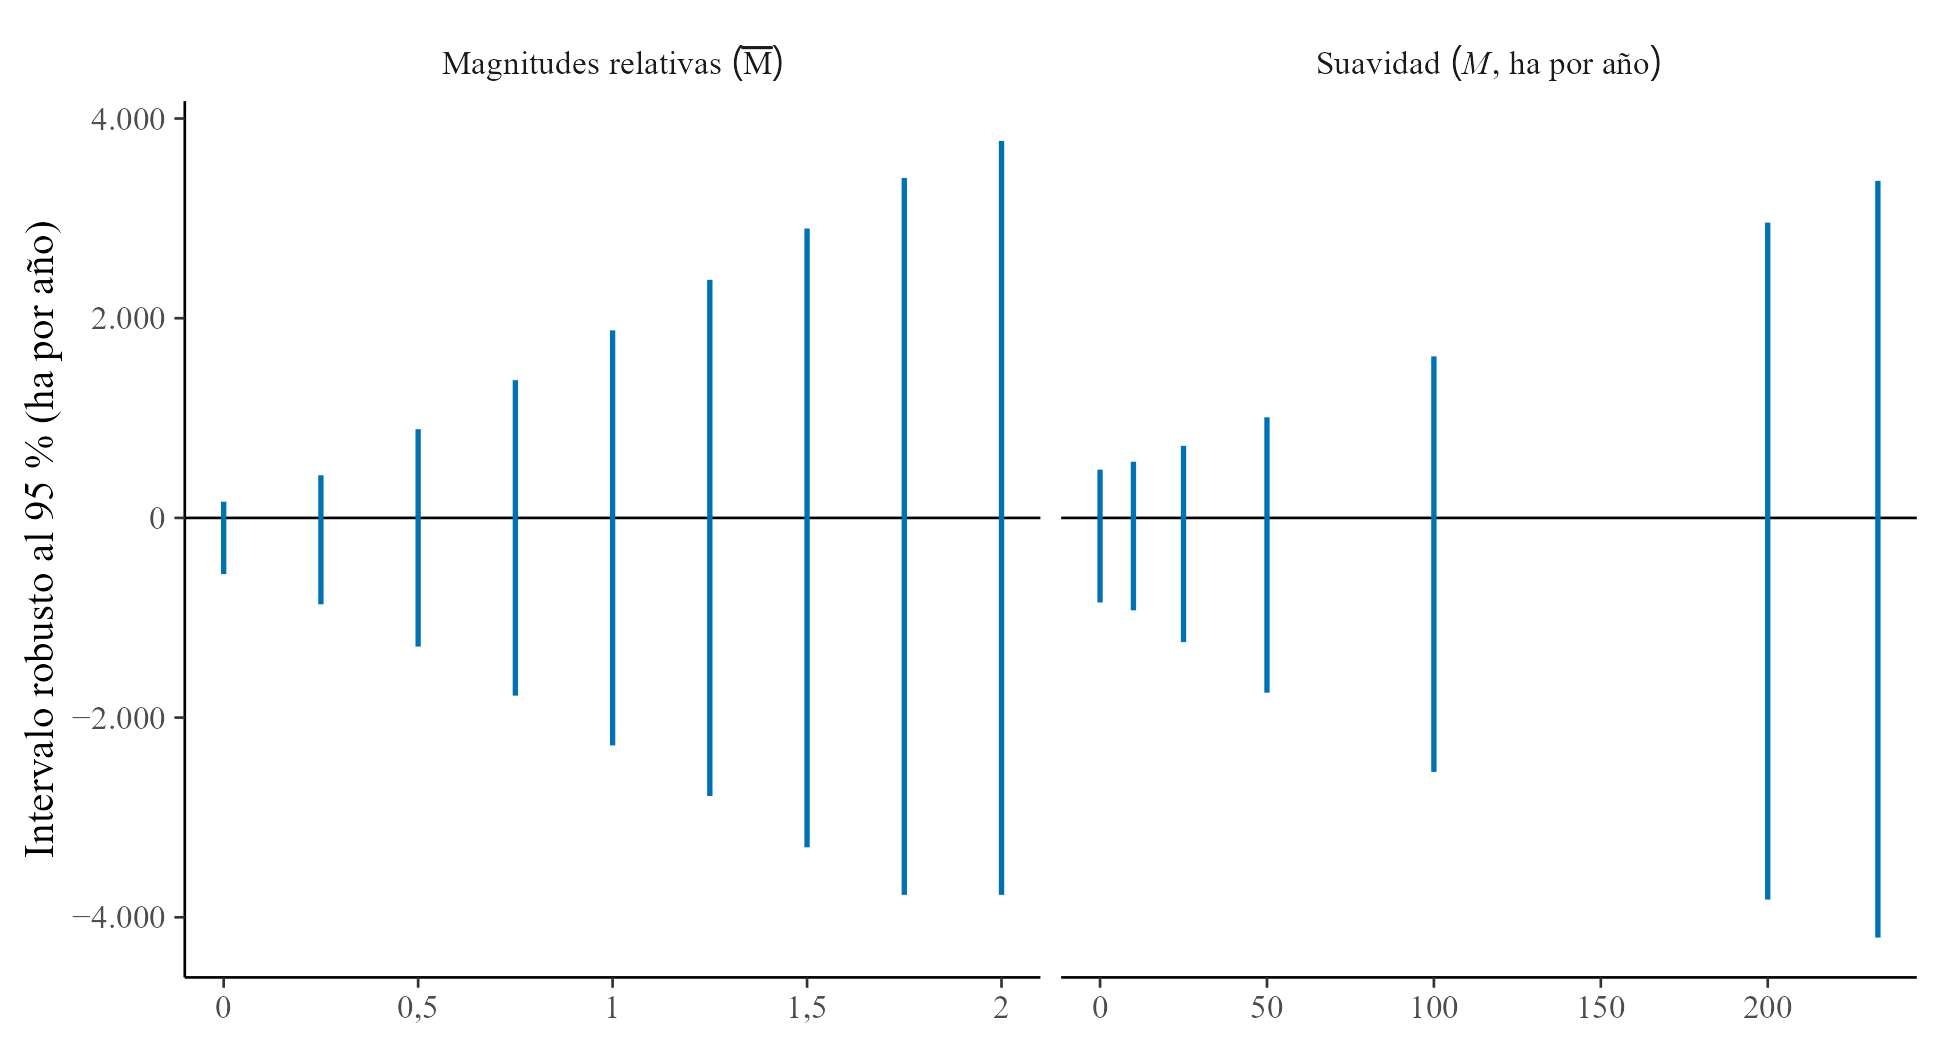 Magnitudes relativas (M̅)
Suavidad (M, ha por año)
Intervalo robusto al 95 % (ha por año)
4.000
2.000
0
−2.000
−4.000
0 0,5 1 1,5 2
0 50 100 150 200